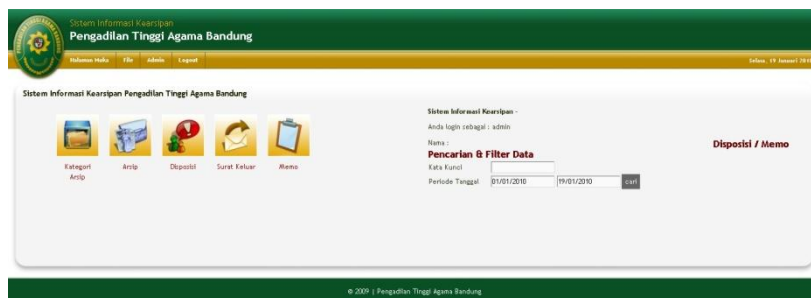 Sistem Informasi Kearsipan
Pengadilan Tinggi Agama Bandung
Halaman Muka File Admin Logout
Selasa, 19 Januari 201
Sistem Informasi Kearsipan Pengadilan Tinggi Agama Bandung
Kategori Arsip
Arsip
Disposisi
Surat Keluar
Memo
Sistem Informasi Kearsipan -
Anda login sebagai : admin
Nama :
Disposisi / Memo
Pencarian & Filter Data
Kata Kunci
Periode Tanggal 01/01/2010 19/01/2010 cari
© 2009 | Pengadilan Tinggi Agama Bandung